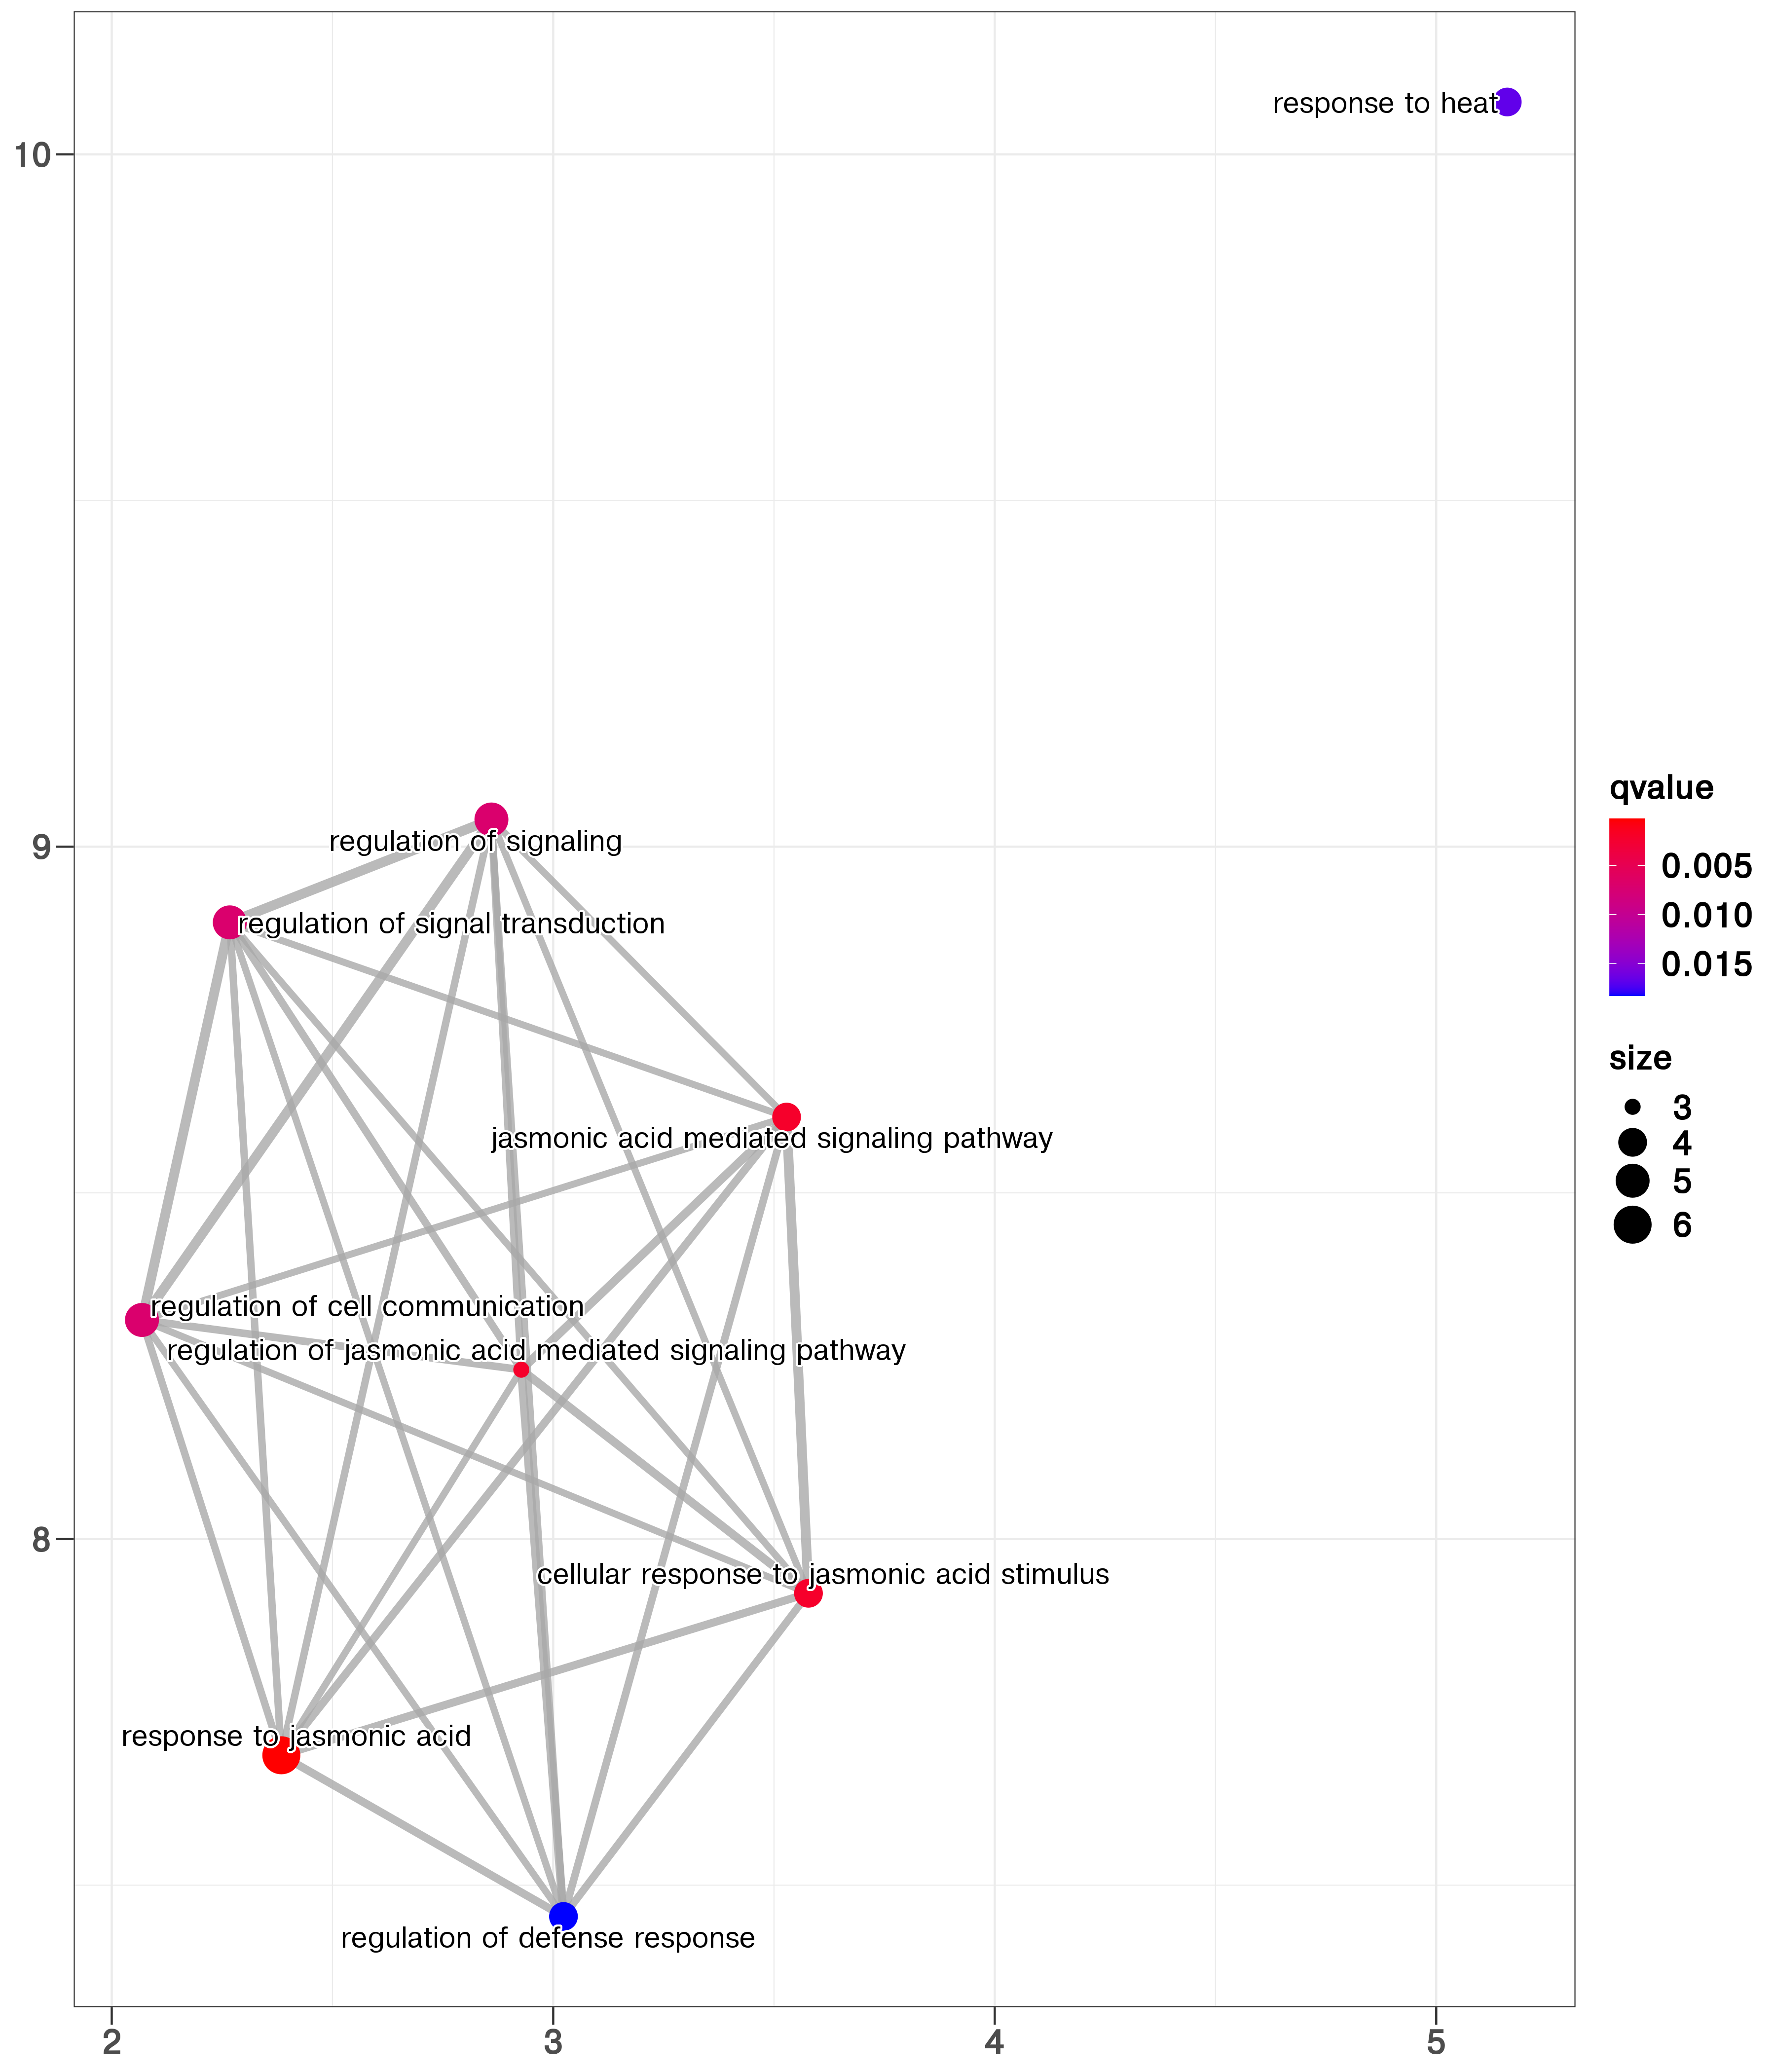 response to heat
10
regulation of signaling
9
regulation of signal transduction
jasmonic acid mediated signaling pathway
regulation of cell communication
regulation of jasmonic acid mediated signaling pathway
8
cellular response to jasmonic acid stimulus
response to jasmonic acid
regulation of defense response
2 3 4 5
qvalue
0.005
0.010
0.015
size
3
4
5
6